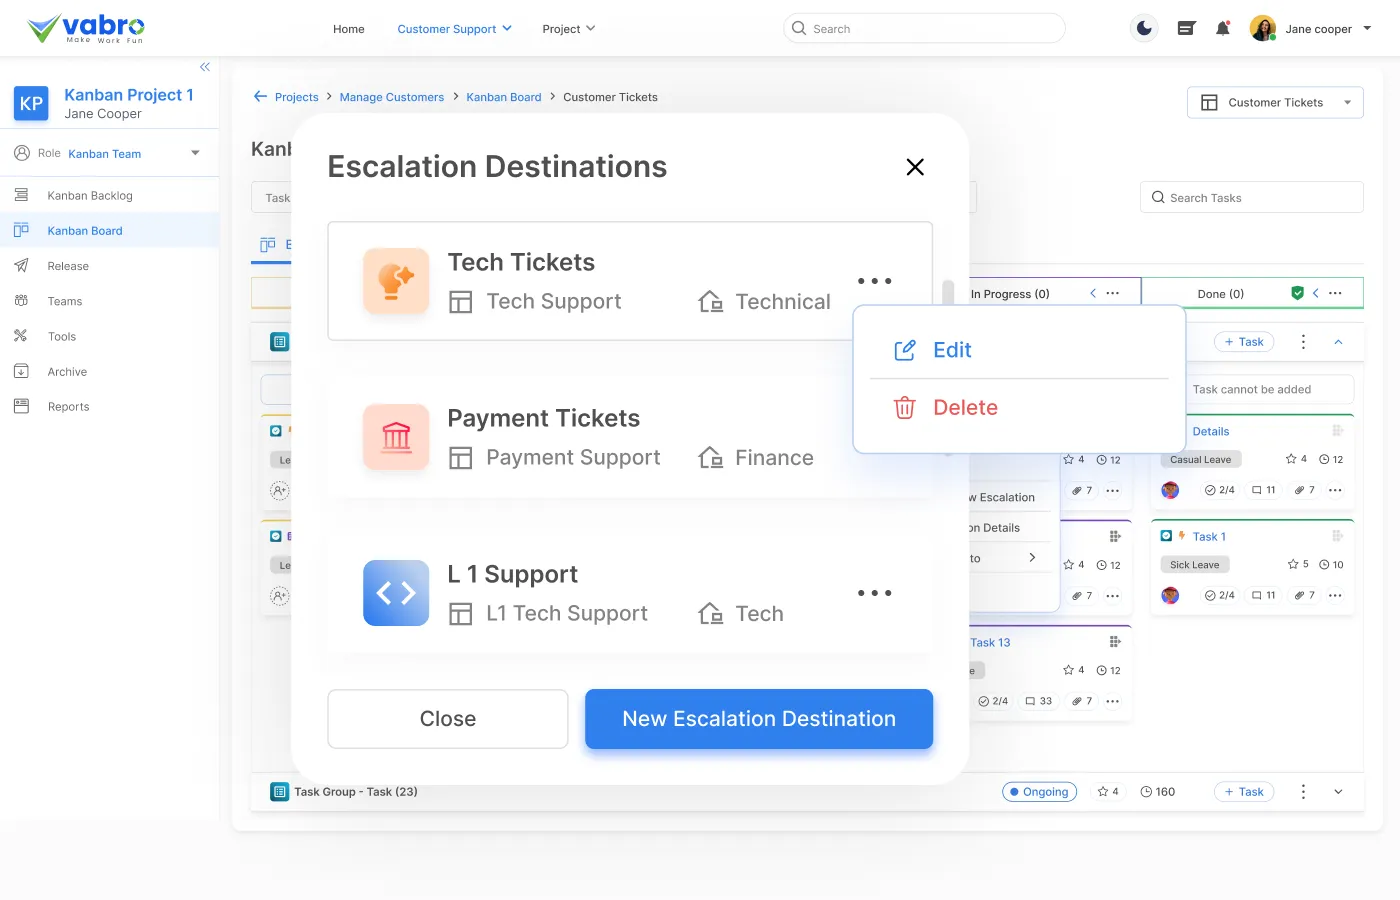 vabro
Make Work Fun
Home
Customer Support
Project
Search
Jane cooper
KP
Kanban Project 1
Jane Cooper
Role Kanban Team
Kanban Backlog
Kanban Board
Release
Teams
Tools
Archive
Reports
Projects > Manage Customers > Kanban Board > Customer Tickets
Customer Tickets
Kanb
Task
Search Tasks
Escalation Destinations
Tech Tickets
Tech Support
Technical
Payment Tickets
Payment Support
Finance
L 1 Support
L1 Tech Support
Tech
Close
New Escalation Destination
Edit
Delete
In Progress (0)
Done (0)
+ Task
Task cannot be added
Le
Le
w Escalation
on Details
to
4 12
7
4 12
7
Task 13
e
4 12
2/4 33 7
Details
Casual Leave
4 12
2/4 11 7
Task 1
Sick Leave
5 10
2/4 11 7
Task Group - Task (23)
Ongoing
4
160
+ Task